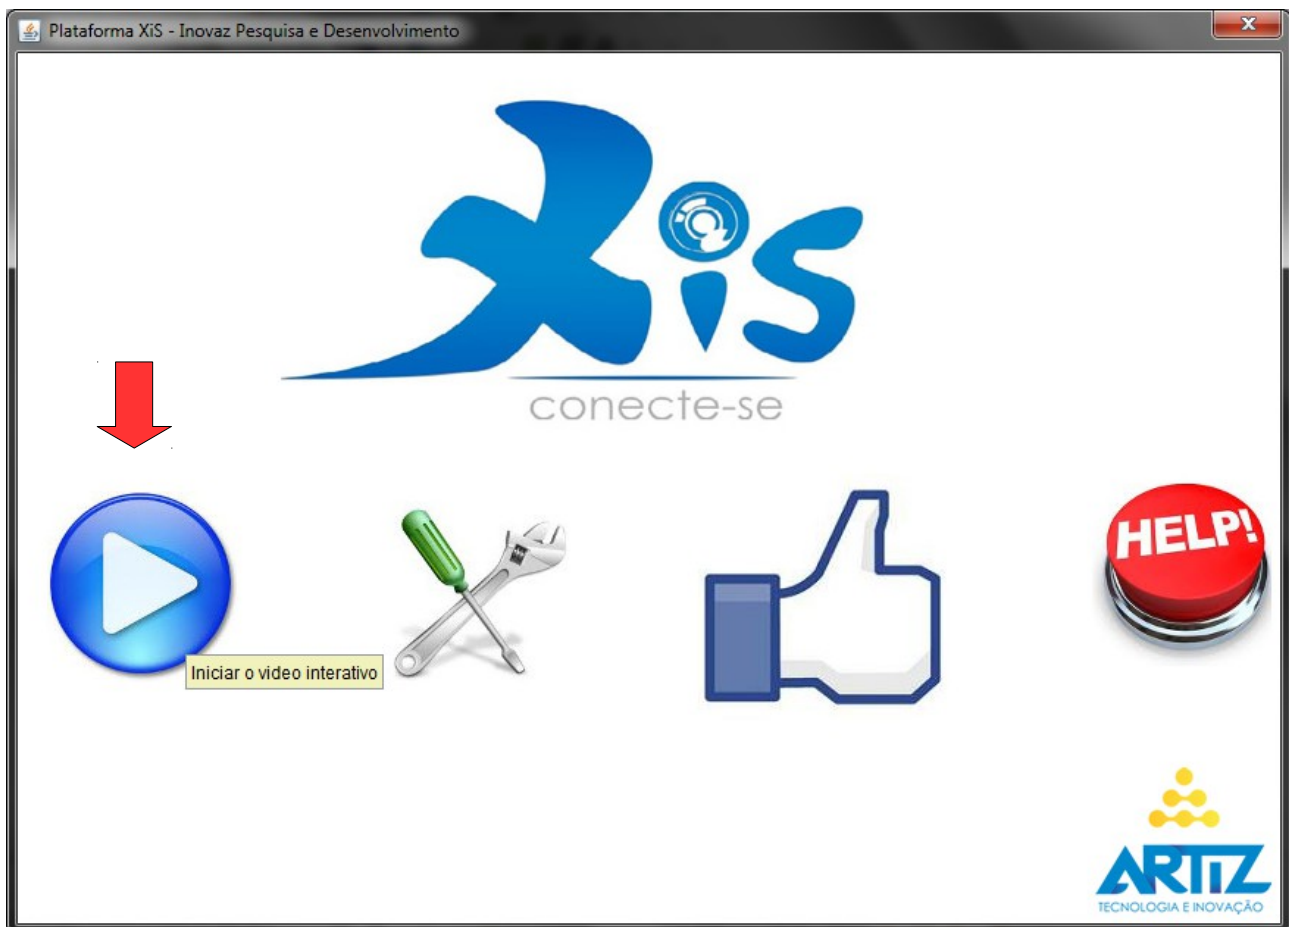 Plataforma XiS - Inovaz Pesquisa e Desenvolvimento
x
XiS
conecte-se
HELP!
Iniciar o video interativo
ARTIZ
TECNOLOGIA E INOVAÇÃO